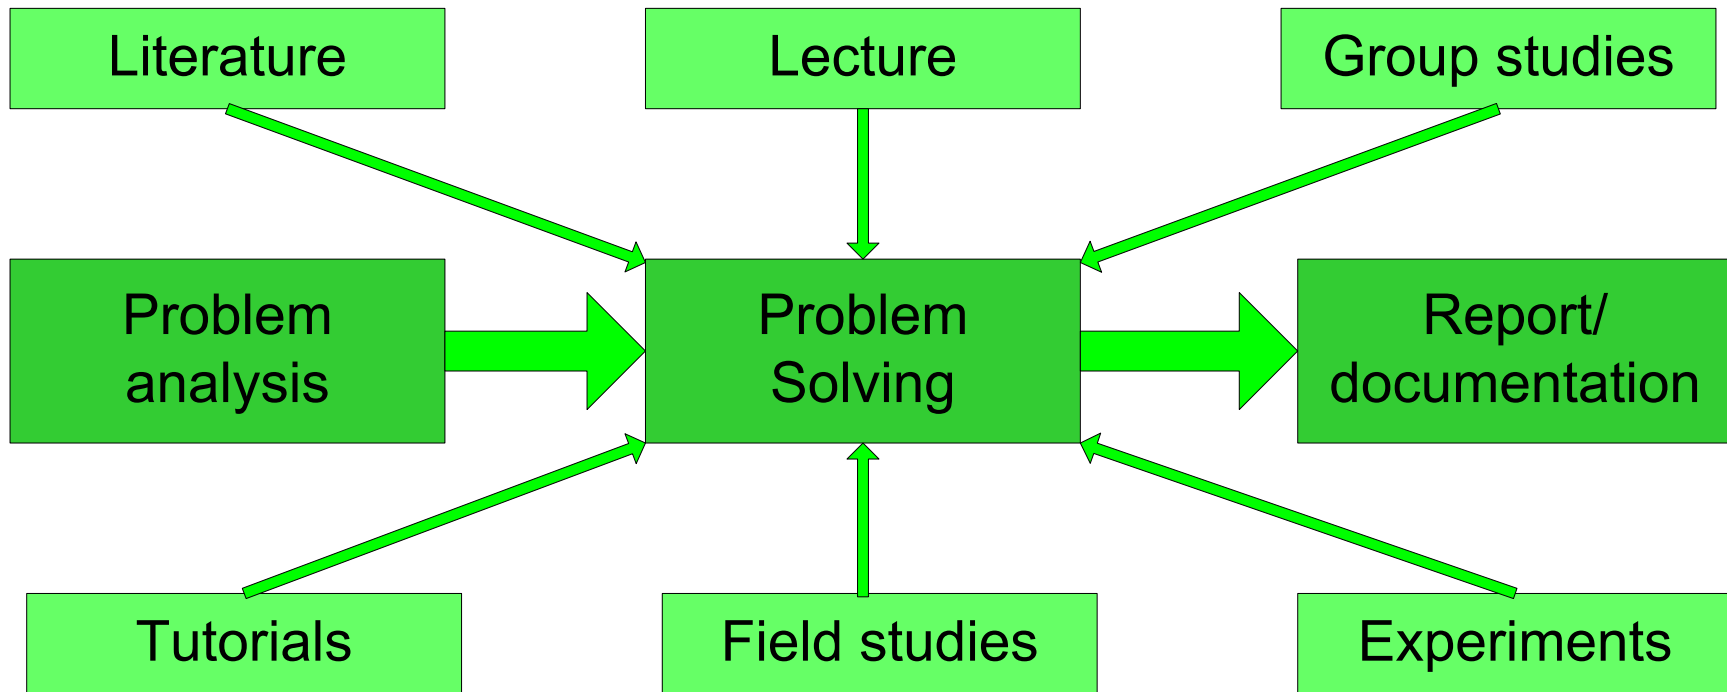 Literature
Lecture
Group studies
Problem
analysis
Problem
Solving
Report/
documentation
Tutorials
Field studies
Experiments